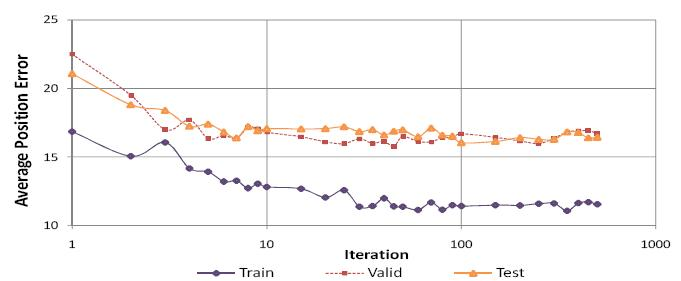 25
20
15
10
Average Position Error
1 10 100 1000
Iteration
Train Valid Test